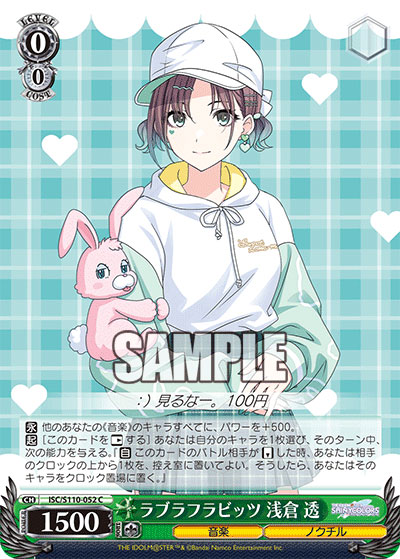 LEVEL
0
0
COST
SAMPLE
:) 見るなー。100円
永 他のあなたの《音楽》のキャラすべてに、パワーを+500。
起 [このカードを する] あなたは自分のキャラを1枚選び、そのターン中、
次の能力を与える。『自 このカードのバトル相手が した時、あなたは相手
のクロックの上から1枚を、控え室に置いてよい。そうしたら、あなたはその
キャラをクロック置場に置く。』
CH ISC/S110-052 C
ラブラフラビッツ 浅倉 透
THE IDOLM@STER SHINYCOLORS
POWER
1500
音楽
ノクチル
THE IDOLM@STER™& ©Bandai Namco Entertainment Inc.